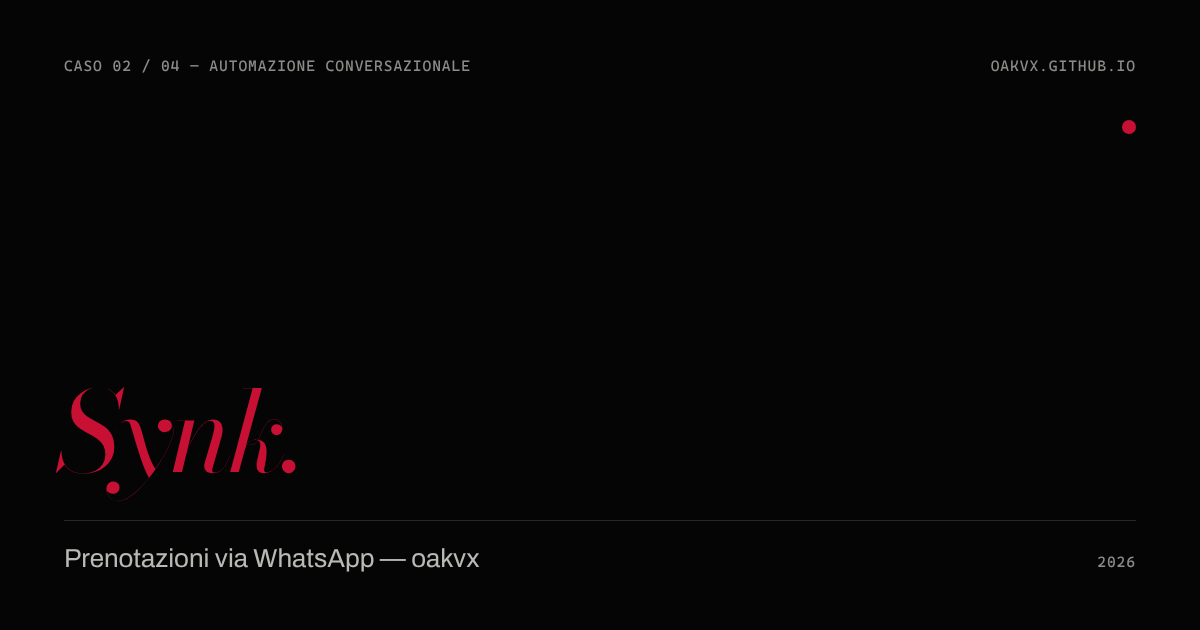 CASO 02 / 04 — AUTOMAZIONE CONVERSAZIONALE
OAKVX.GITHUB.IO
Synk.
Prenotazioni via WhatsApp — oakvx
2026